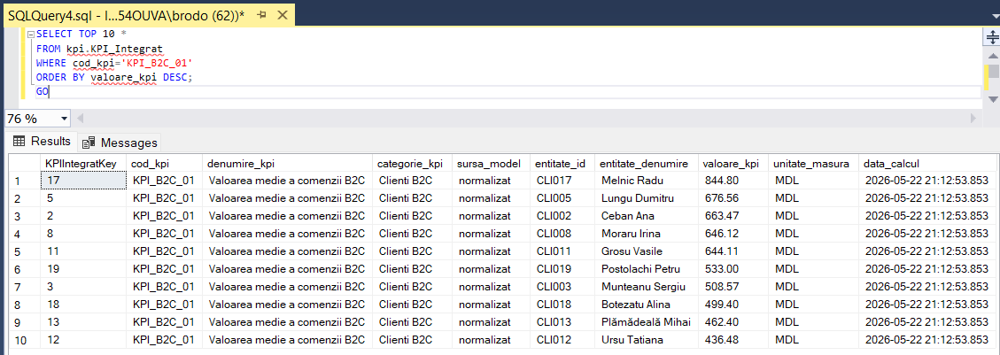 SQLQuery4.sql - l...54OUVA\brodo (62))*
SELECT TOP 10 *
FROM kpi.KPI_Integrat
WHERE cod_kpi='KPI_B2C_01'
ORDER BY valoare_kpi DESC;
GO
76 %
Results Messages
KPIIntegratKey cod_kpi denumire_kpi categorie_kpi sursa_model entitate_id entitate_denumire valoare_kpi unitate_masura data_calcul
1 17 KPI_B2C_01 Valoarea medie a comenzii B2C Clienti B2C normalizat CLI017 Melnic Radu 844.80 MDL 2026-05-22 21:12:53.853
2 5 KPI_B2C_01 Valoarea medie a comenzii B2C Clienti B2C normalizat CLI005 Lungu Dumitru 676.56 MDL 2026-05-22 21:12:53.853
3 2 KPI_B2C_01 Valoarea medie a comenzii B2C Clienti B2C normalizat CLI002 Ceban Ana 663.47 MDL 2026-05-22 21:12:53.853
4 8 KPI_B2C_01 Valoarea medie a comenzii B2C Clienti B2C normalizat CLI008 Moraru Irina 646.12 MDL 2026-05-22 21:12:53.853
5 11 KPI_B2C_01 Valoarea medie a comenzii B2C Clienti B2C normalizat CLI011 Grosu Vasile 644.11 MDL 2026-05-22 21:12:53.853
6 19 KPI_B2C_01 Valoarea medie a comenzii B2C Clienti B2C normalizat CLI019 Postolachi Petru 533.00 MDL 2026-05-22 21:12:53.853
7 3 KPI_B2C_01 Valoarea medie a comenzii B2C Clienti B2C normalizat CLI003 Munteanu Sergiu 508.57 MDL 2026-05-22 21:12:53.853
8 18 KPI_B2C_01 Valoarea medie a comenzii B2C Clienti B2C normalizat CLI018 Botezatu Alina 499.40 MDL 2026-05-22 21:12:53.853
9 13 KPI_B2C_01 Valoarea medie a comenzii B2C Clienti B2C normalizat CLI013 Plămădeală Mihai 462.40 MDL 2026-05-22 21:12:53.853
10 12 KPI_B2C_01 Valoarea medie a comenzii B2C Clienti B2C normalizat CLI012 Ursu Tatiana 436.48 MDL 2026-05-22 21:12:53.853